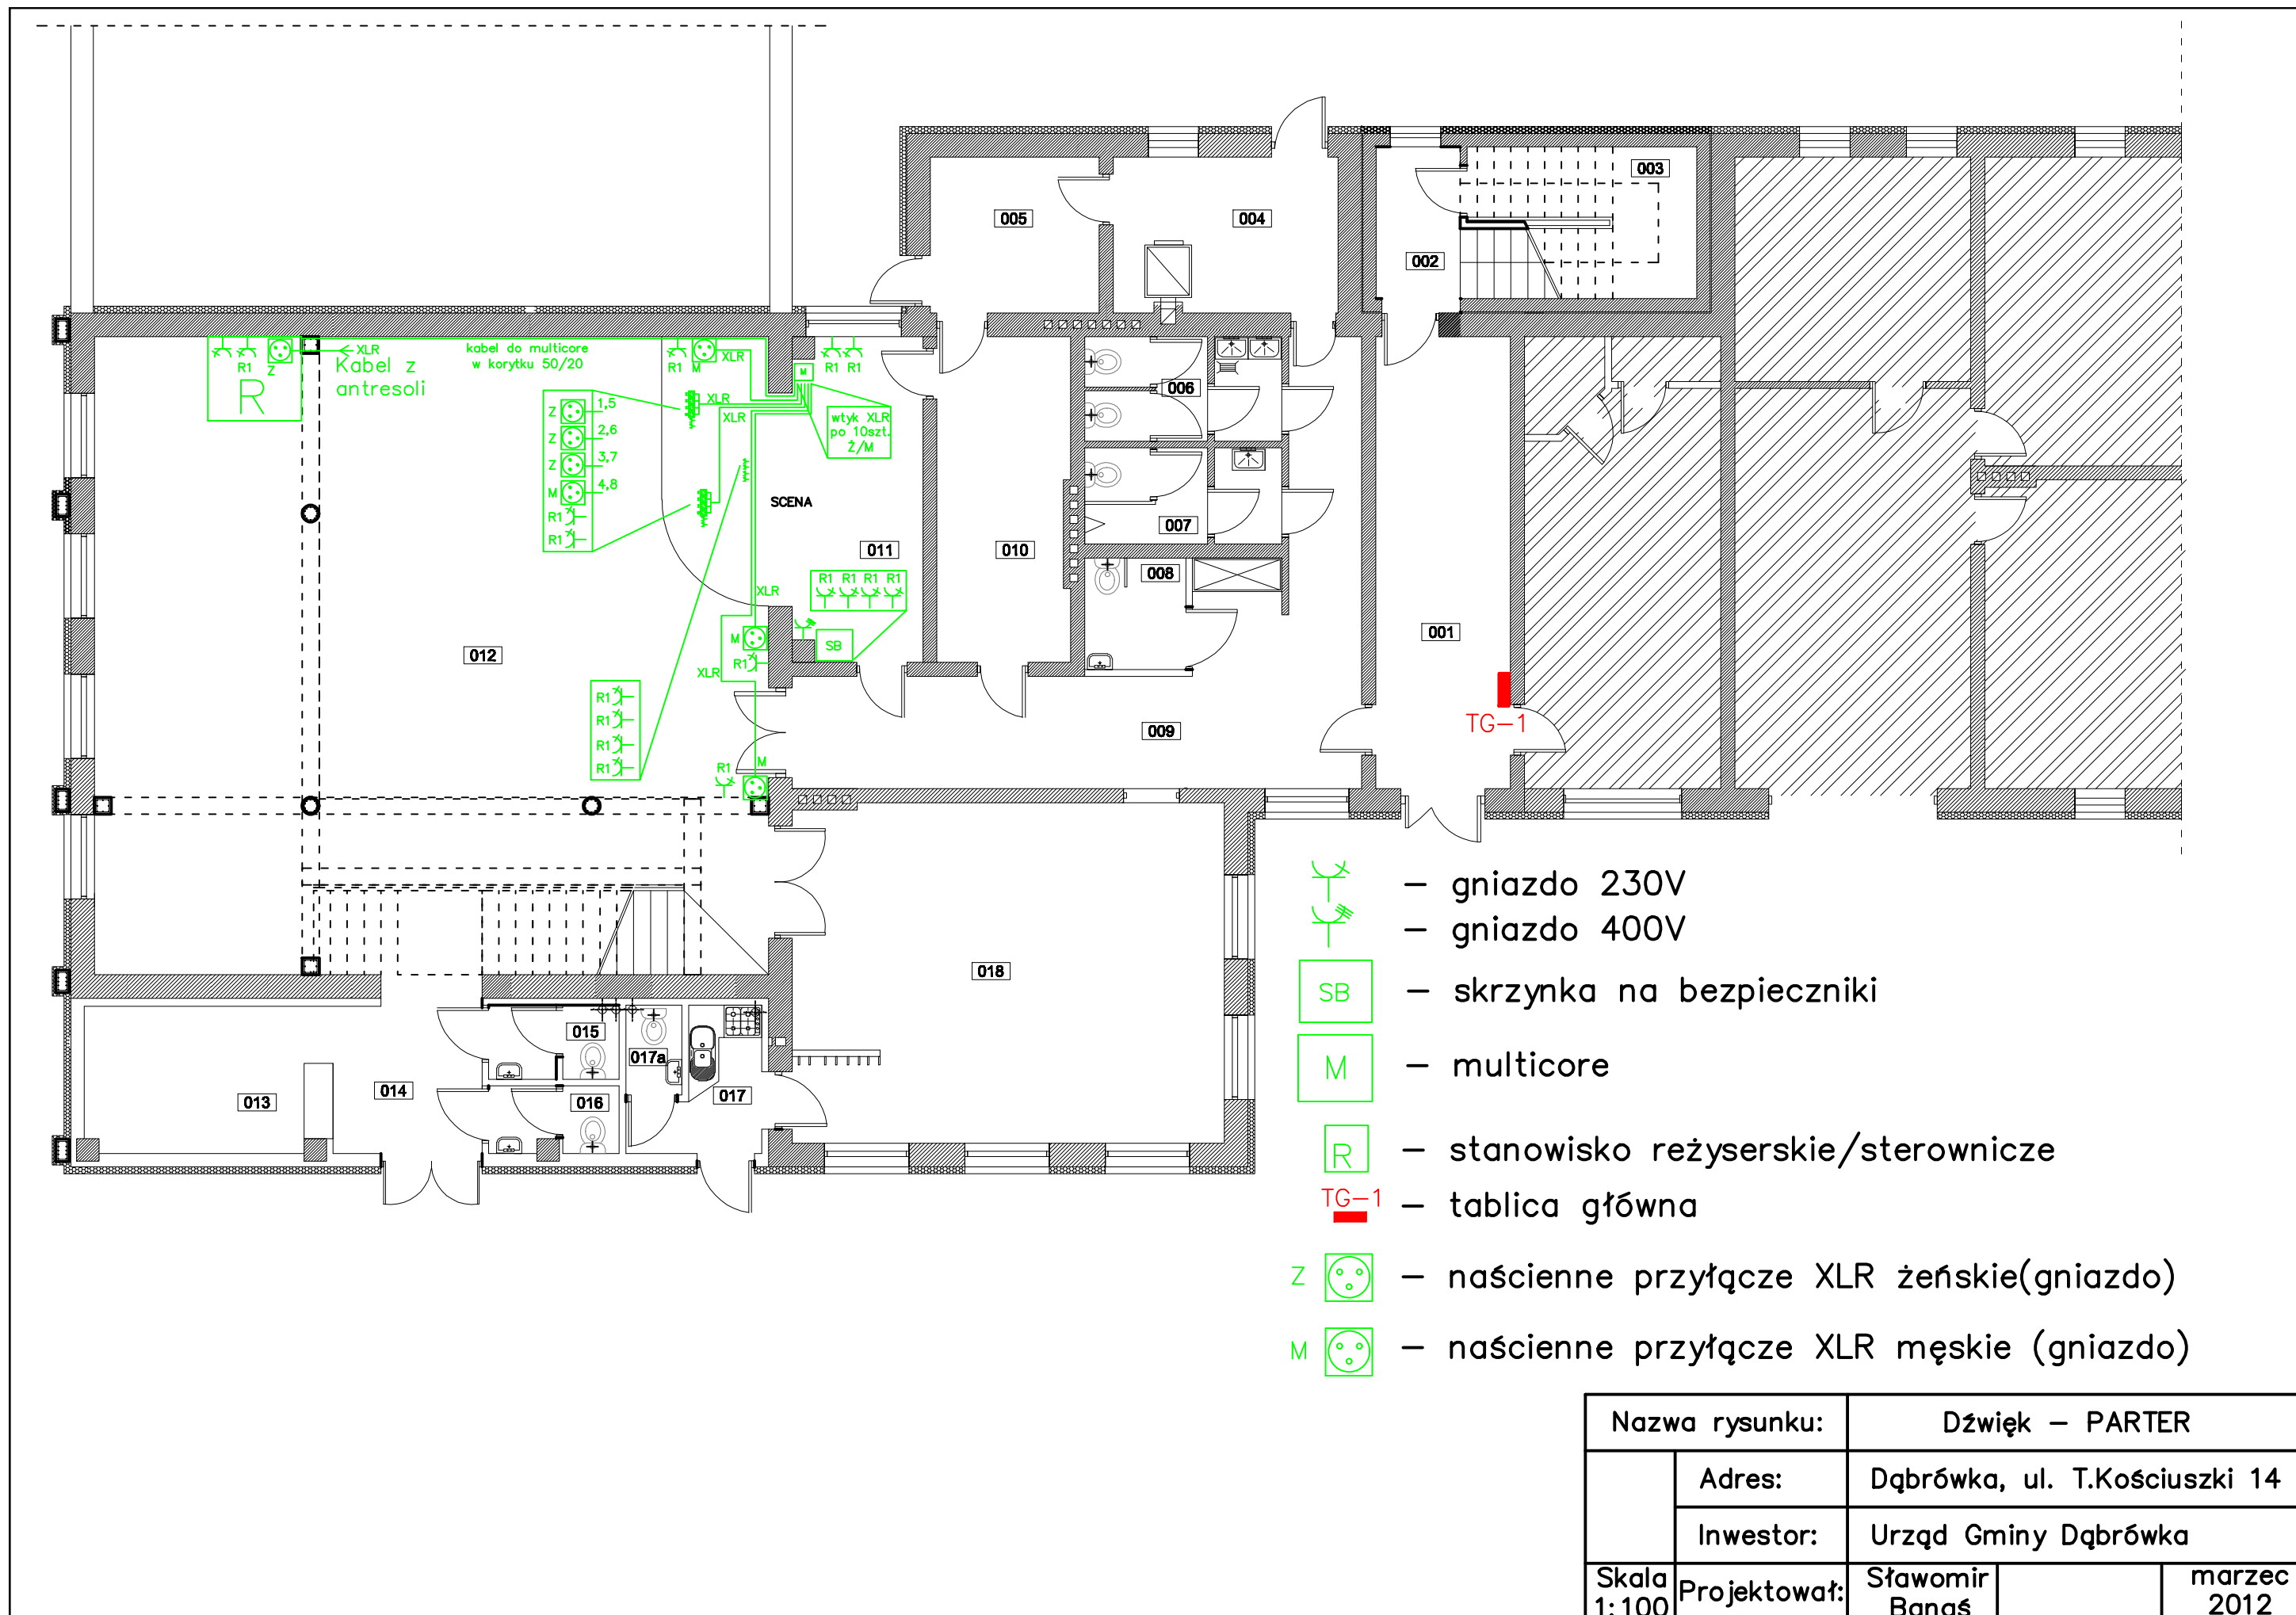 003
005
004
002
XLR
kabel do multicore
w korytku 50/20
R1
Z
Kabel z
antresoli
R
R1
M
XLR
M
R1
R1
006
Z
1,5
Z
2,6
Z
3,7
M
4,8
R1
R1
XLR
XLR
wtyk XLR
po 10szt.
Ż/M
SCENA
007
011
010
008
R1 R1 R1 R1
XLR
001
012
M
SB
R1
XLR
R1
R1
R1
R1
TG-1
009
R1
M
018
015
017a
013
014
016
017
– gniazdo 230V
– gniazdo 400V
SB – skrzynka na bezpieczniki
M – multicore
R – stanowisko reżyserskie/sterownicze
TG-1 – tablica główna
Z – naścienne przyłącze XLR żeńskie(gniazdo)
M – naścienne przyłącze XLR męskie (gniazdo)
Nazwa rysunku: Dźwięk – PARTER
Adres: Dąbrówka, ul. T.Kościuszki 14
Inwestor: Urząd Gminy Dąbrówka
Skala
1:100
Projektował:
Sławomir
Banaś
marzec
2012